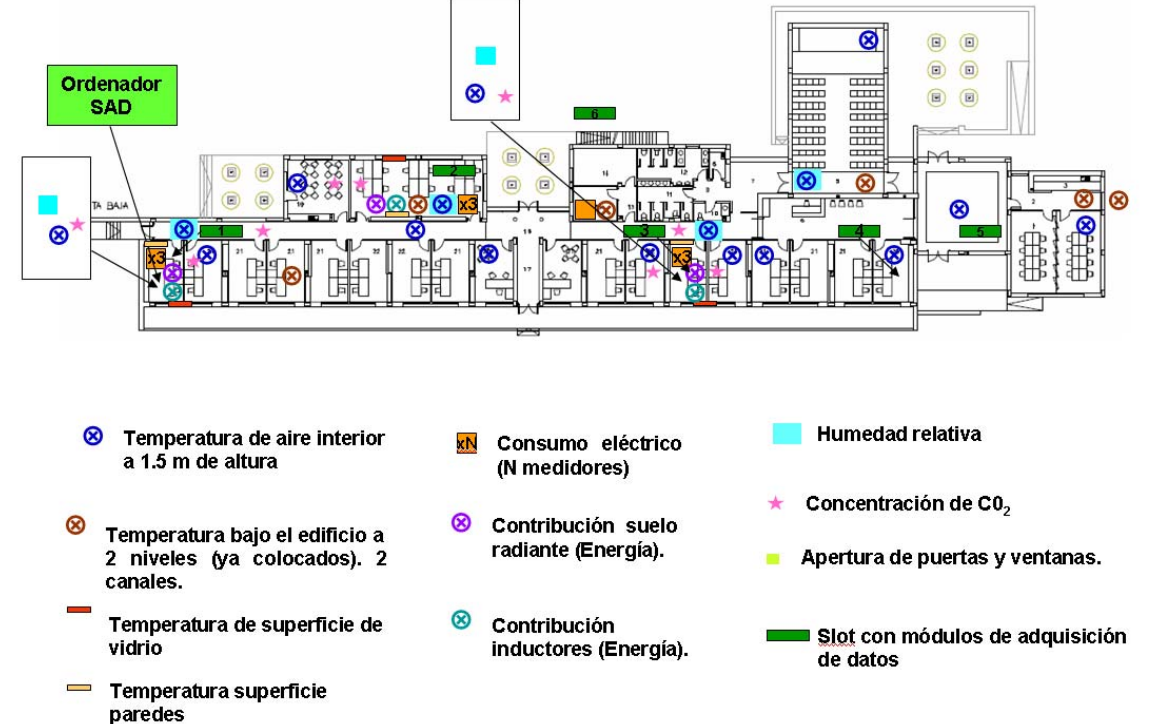 Ordenador
SAD
TA BAJA
6
2
1
3
4
5
x3
x3
x3
Temperatura de aire interior
a 1.5 m de altura
Temperatura bajo el edificio a
2 niveles (ya colocados). 2
canales.
Temperatura de superficie de
vidrio
Temperatura superficie
paredes
xN
Consumo eléctrico
(N medidores)
Contribución suelo
radiante (Energía).
Contribución
inductores (Energía).
Humedad relativa
Concentración de C0₂
Apertura de puertas y ventanas.
Slot con módulos de adquisición
de datos